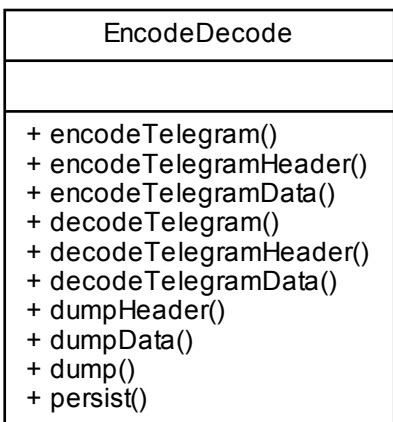 EncodeDecode
+ encodeTelegram()
+ encodeTelegramHeader()
+ encodeTelegramData()
+ decodeTelegram()
+ decodeTelegramHeader()
+ decodeTelegramData()
+ dumpHeader()
+ dumpData()
+ dump()
+ persist()